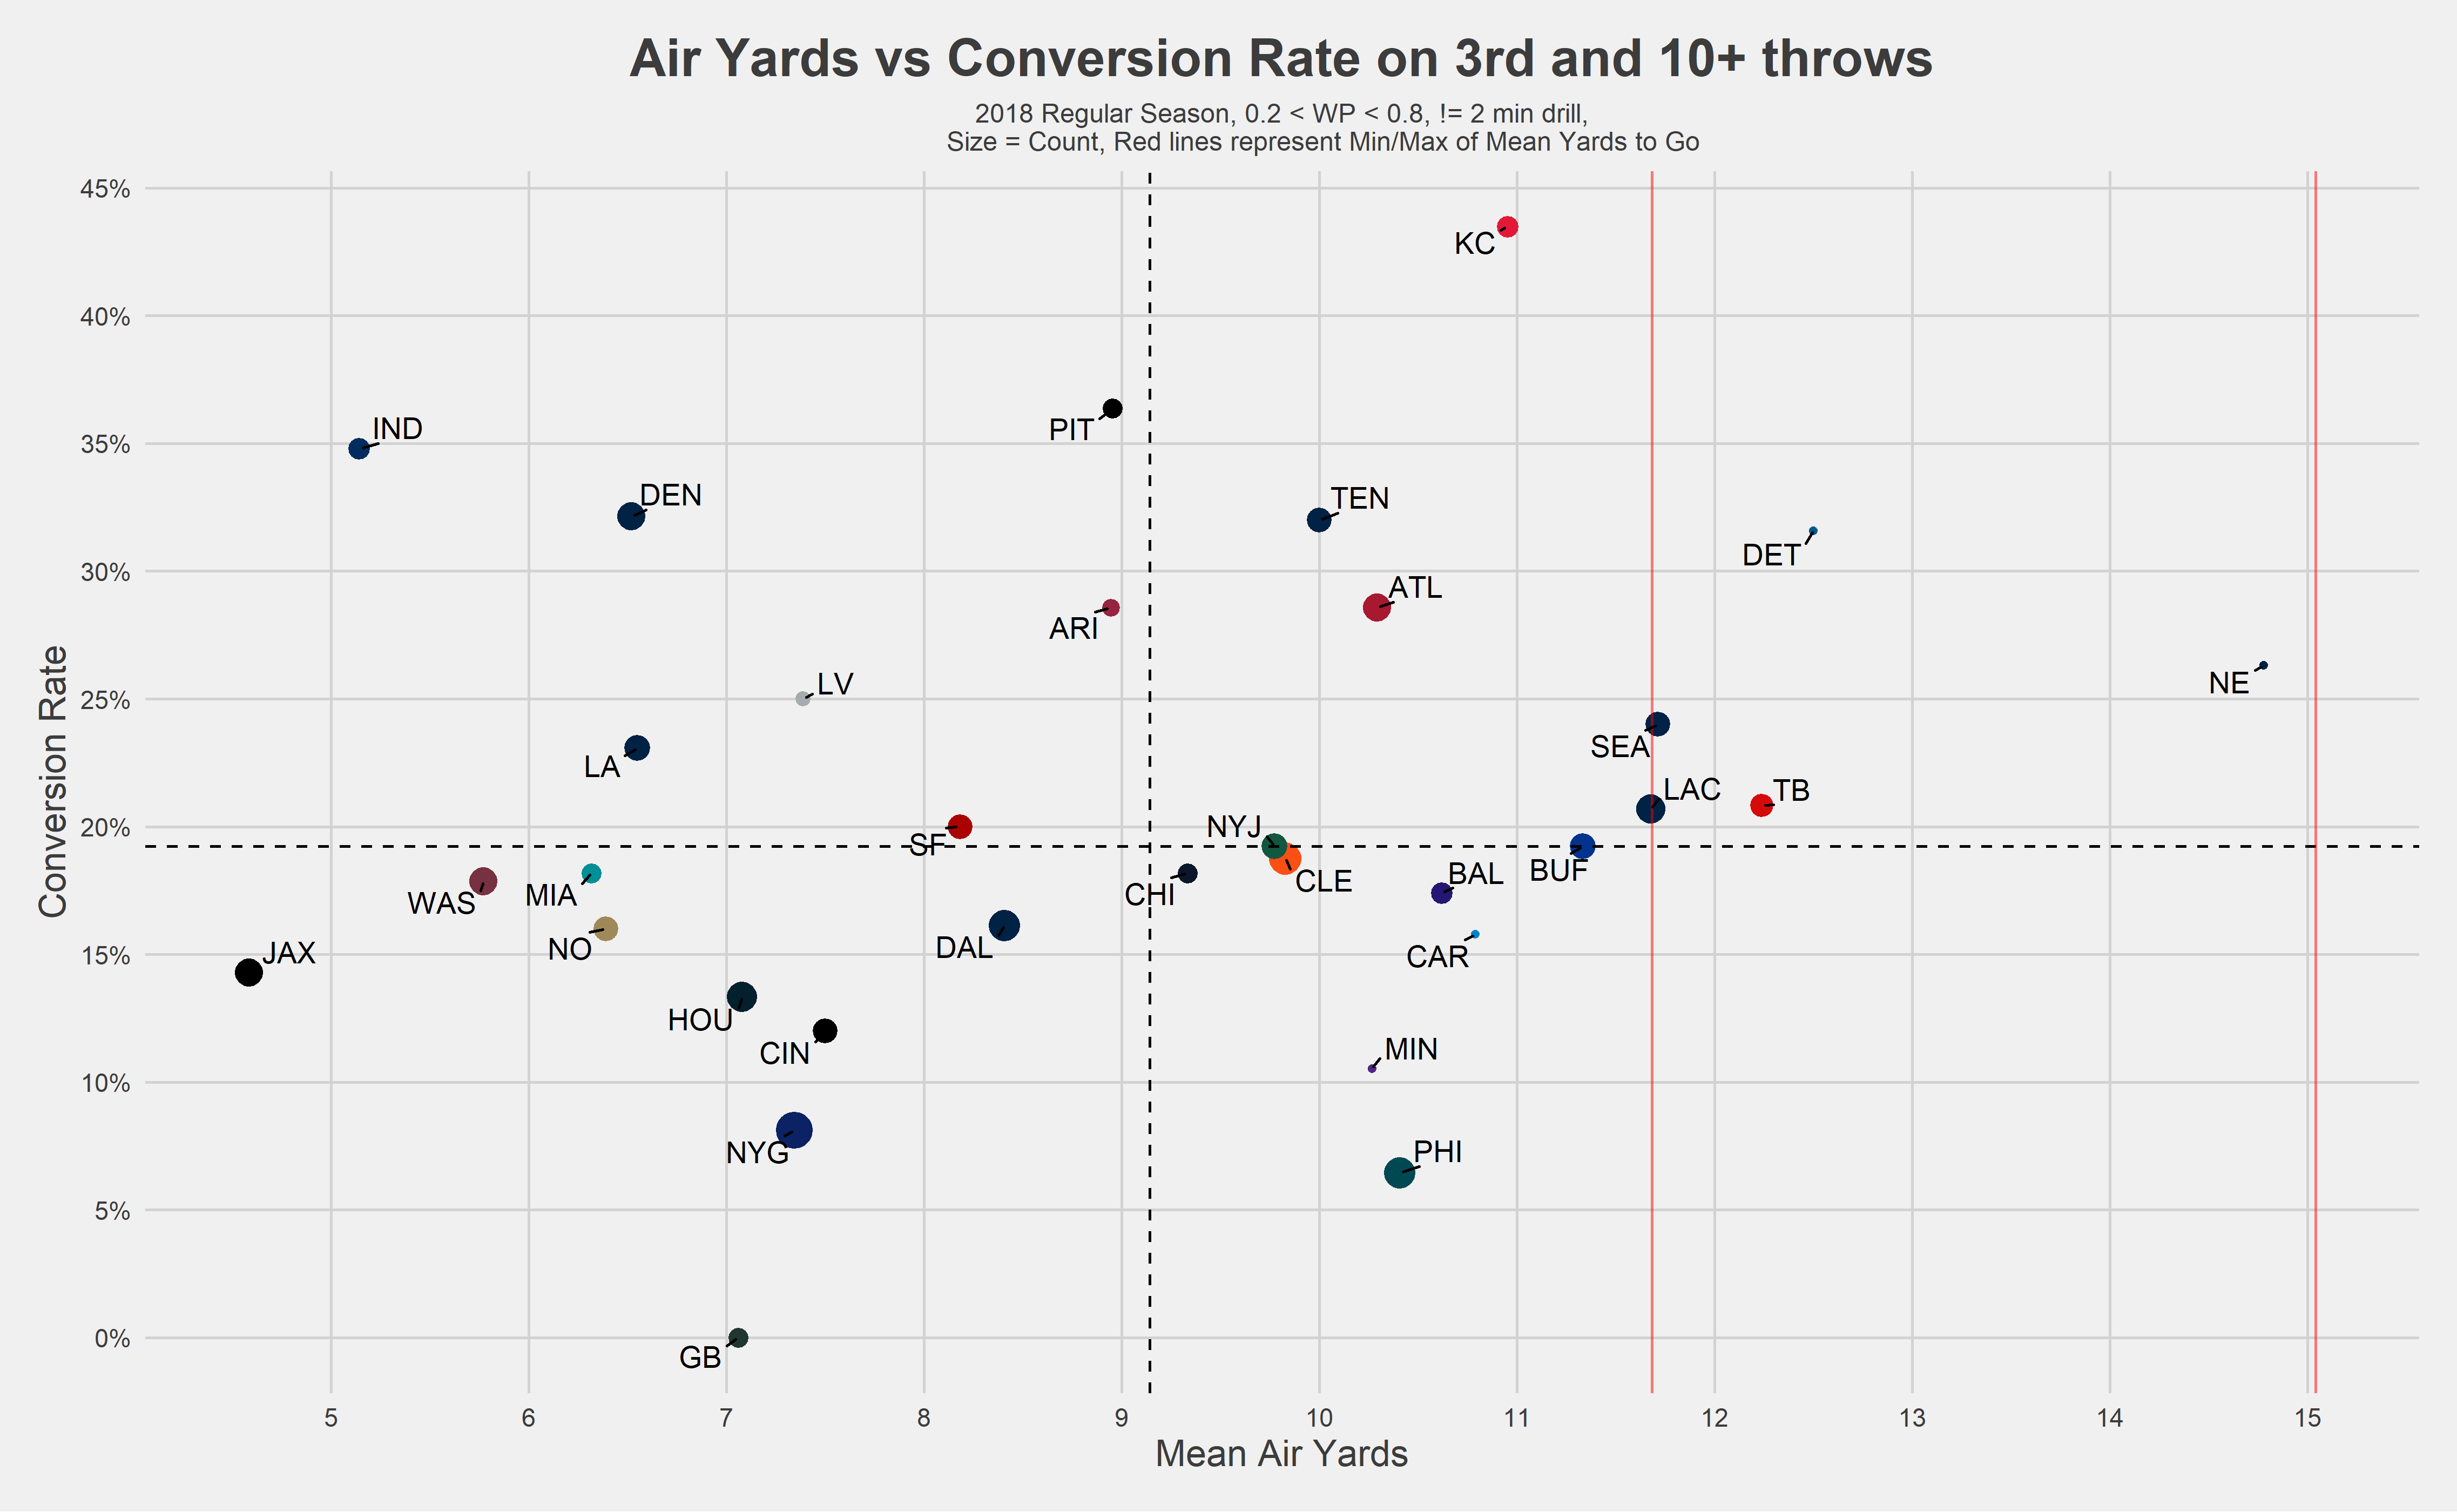 Air Yards vs Conversion Rate on 3rd and 10+ throws
2018 Regular Season, 0.2 < WP < 0.8, != 2 min drill,
Size = Count, Red lines represent Min/Max of Mean Yards to Go
45%
40%
35%
30%
25%
20%
15%
10%
5%
0%
Conversion Rate
KC
PIT
IND
DEN
TEN
DET
ATL
ARI
LV
NE
SEA
LA
LAC
TB
NYJ
SF
BUF
BAL
CLE
CHI
MIA
WAS
NO
DAL
CAR
JAX
HOU
CIN
MIN
NYG
PHI
GB
5
6
7
8
9
10
11
12
13
14
15
Mean Air Yards